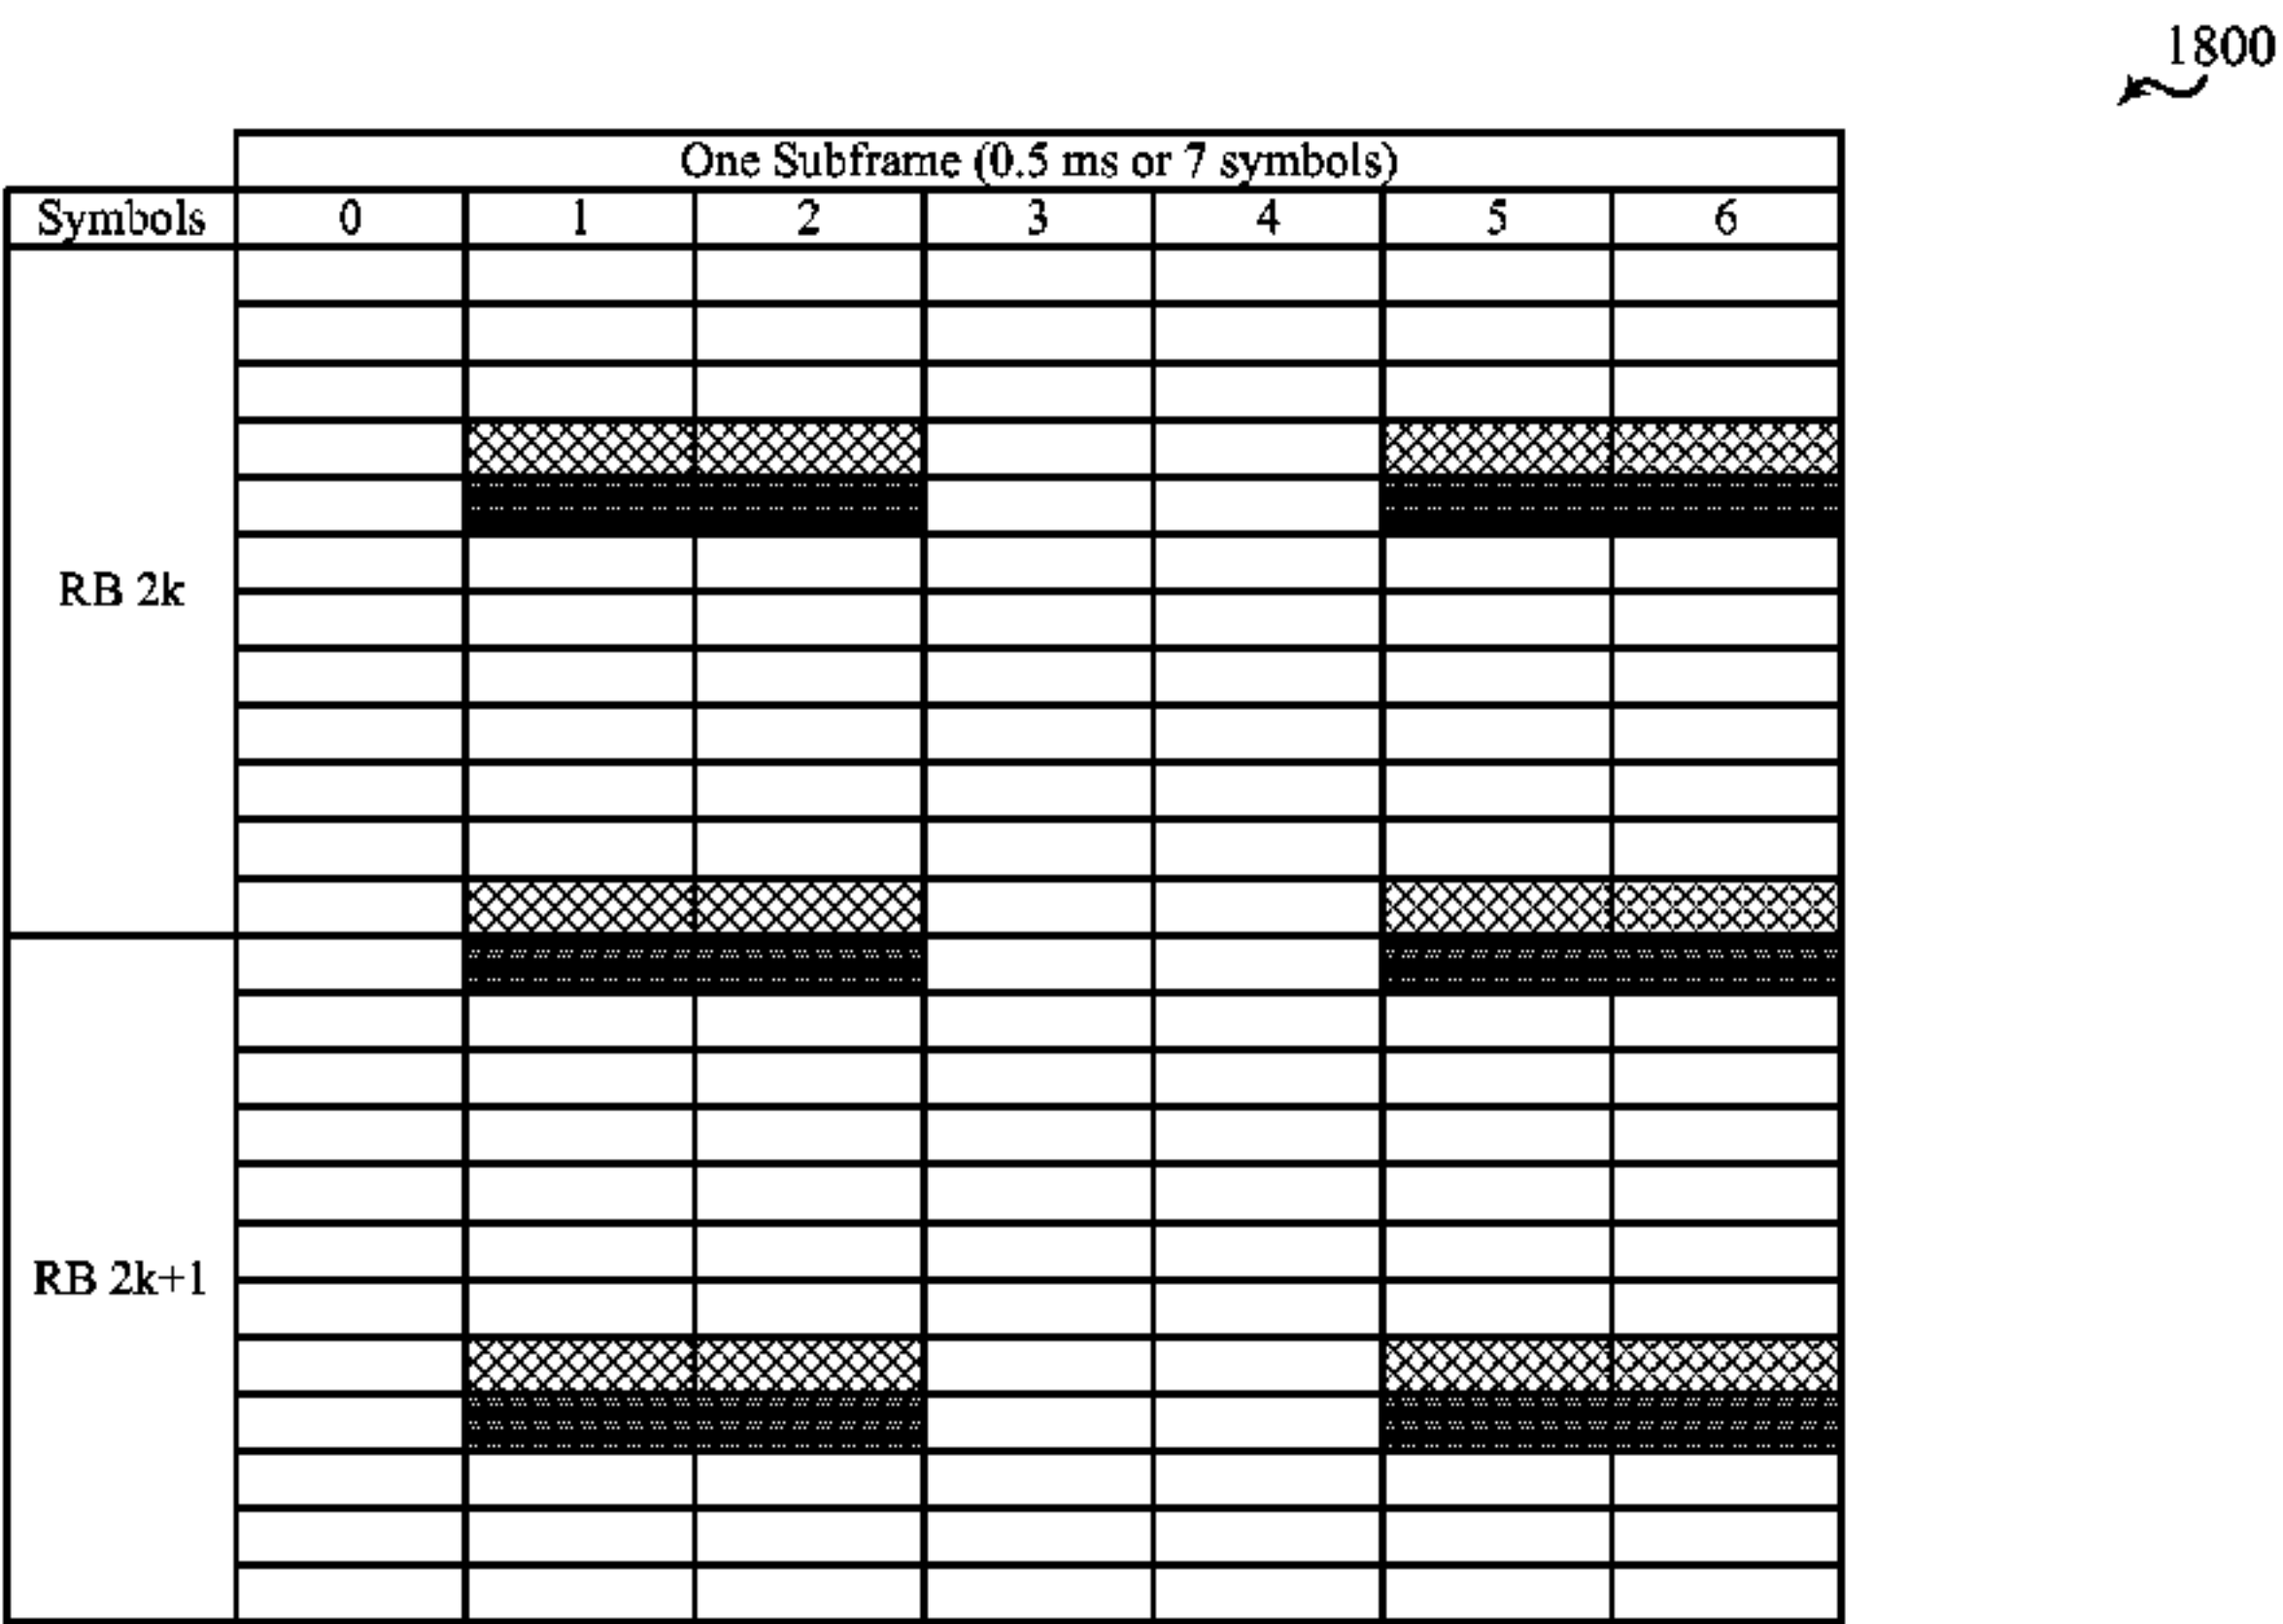 1800
One Subframe (0.5 ms or 7 symbols)
Symbols 0 1 2 3 4 5 6
RB 2k
RB 2k+1